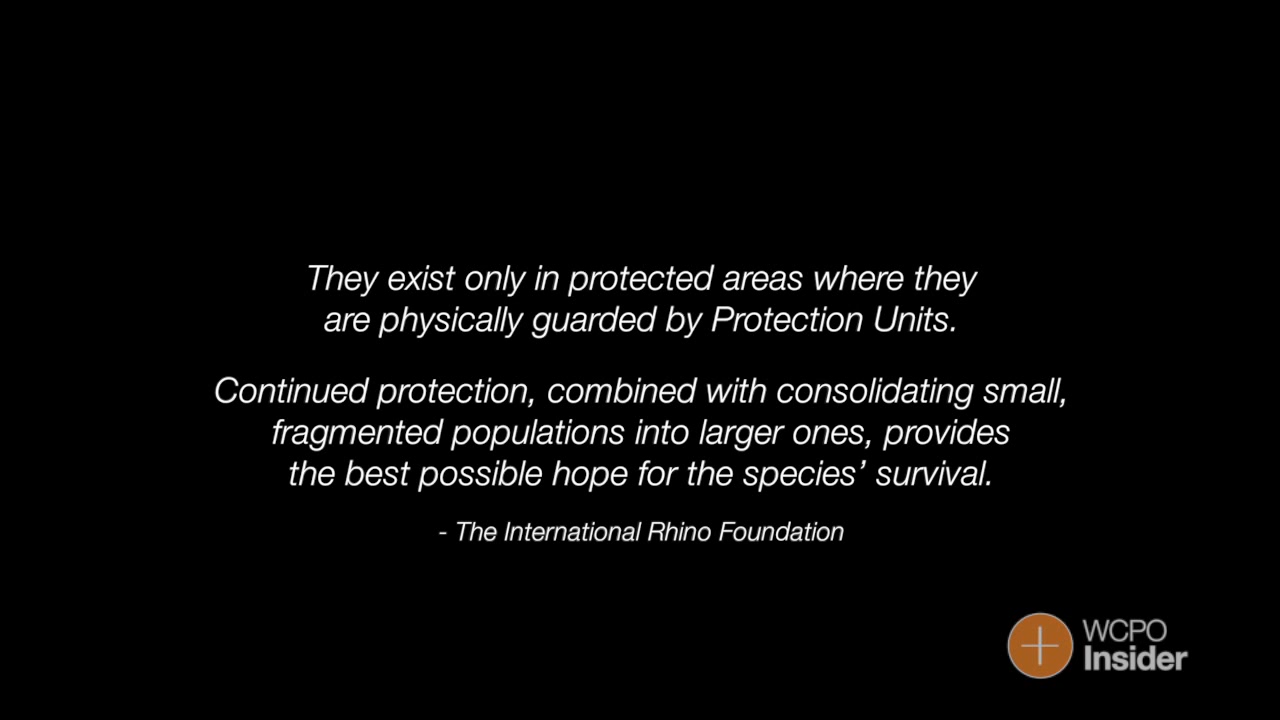 They exist only in protected areas where they
are physically guarded by Protection Units.
Continued protection, combined with consolidating small,
fragmented populations into larger ones, provides
the best possible hope for the species’ survival.
- The International Rhino Foundation
WCPO
Insider